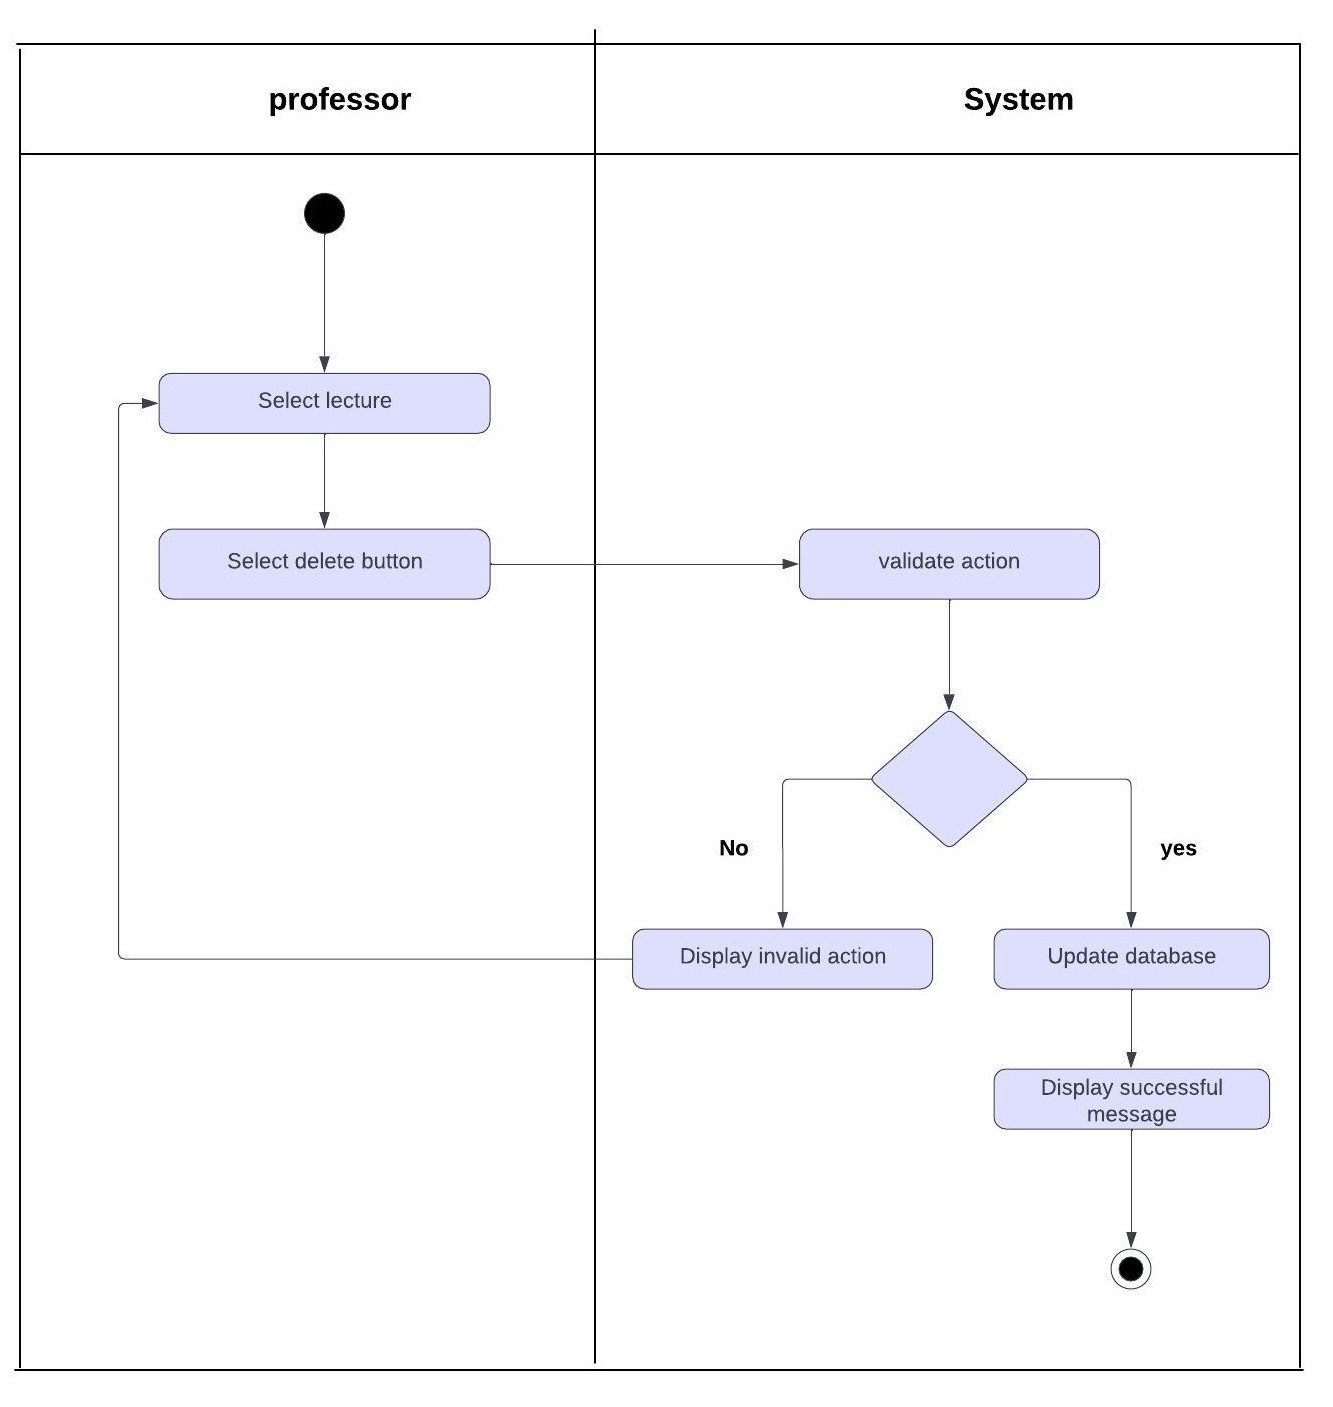 professor
System
Select lecture
Select delete button
validate action
No
yes
Display invalid action
Update database
Display successful
message